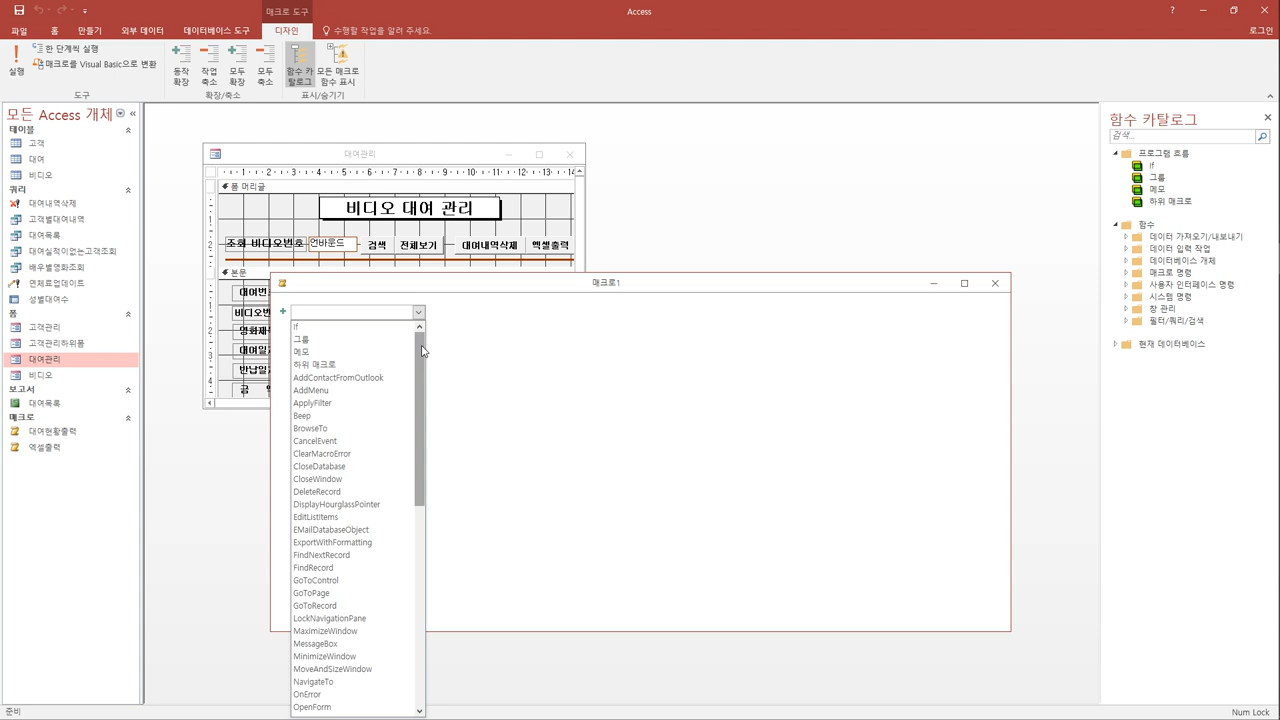 매크로 도구
Access
?
파일
홈
만들기
외부 데이터
데이터베이스 도구
디자인
수행할 작업을 알려 주세요.
로그인
실행
한 단계씩 실행
매크로를 Visual Basic으로 변환
도구
동작 확장
작업 축소
모두 확장
모두 축소
확장/축소
함수 카탈로그
모든 매크로 함수 표시
표시/숨기기
모든 Access 개체
테이블
고객
대여
비디오
쿼리
대여내역삭제
고객별대여내역
대여목록
대여실적이없는고객조회
배우별영화조회
연체료업데이트
성별대여수
폼
고객관리
고객관리하위폼
대여관리
비디오
보고서
대여목록
매크로
대여현황출력
액셀출력
대여관리
폼 머리글
비디오 대여 관리
조회 비디오번호
언바운드
검색
전체보기
대여내역삭제
엑셀출력
본문
대여번
비디오번
영화제
대여일
반납일
금
매크로1
If
그룹
메모
하위 매크로
AddContactFromOutlook
AddMenu
ApplyFilter
Beep
BrowseTo
CancelEvent
ClearMacroError
CloseDatabase
CloseWindow
DeleteRecord
DisplayHourglassPointer
EditListItems
EMailDatabaseObject
ExportWithFormatting
FindNextRecord
FindRecord
GoToControl
GoToPage
GoToRecord
LockNavigationPane
MaximizeWindow
MessageBox
MinimizeWindow
MoveAndSizeWindow
NavigateTo
OnError
OpenForm
함수 카탈로그
검색...
프로그램 흐름
If
그룹
메모
하위 매크로
함수
데이터 가져오기/내보내기
데이터 입력 작업
데이터베이스 개체
매크로 명령
사용자 인터페이스 명령
시스템 명령
창 관리
필터/쿼리/검색
현재 데이터베이스
준비
Num Lock